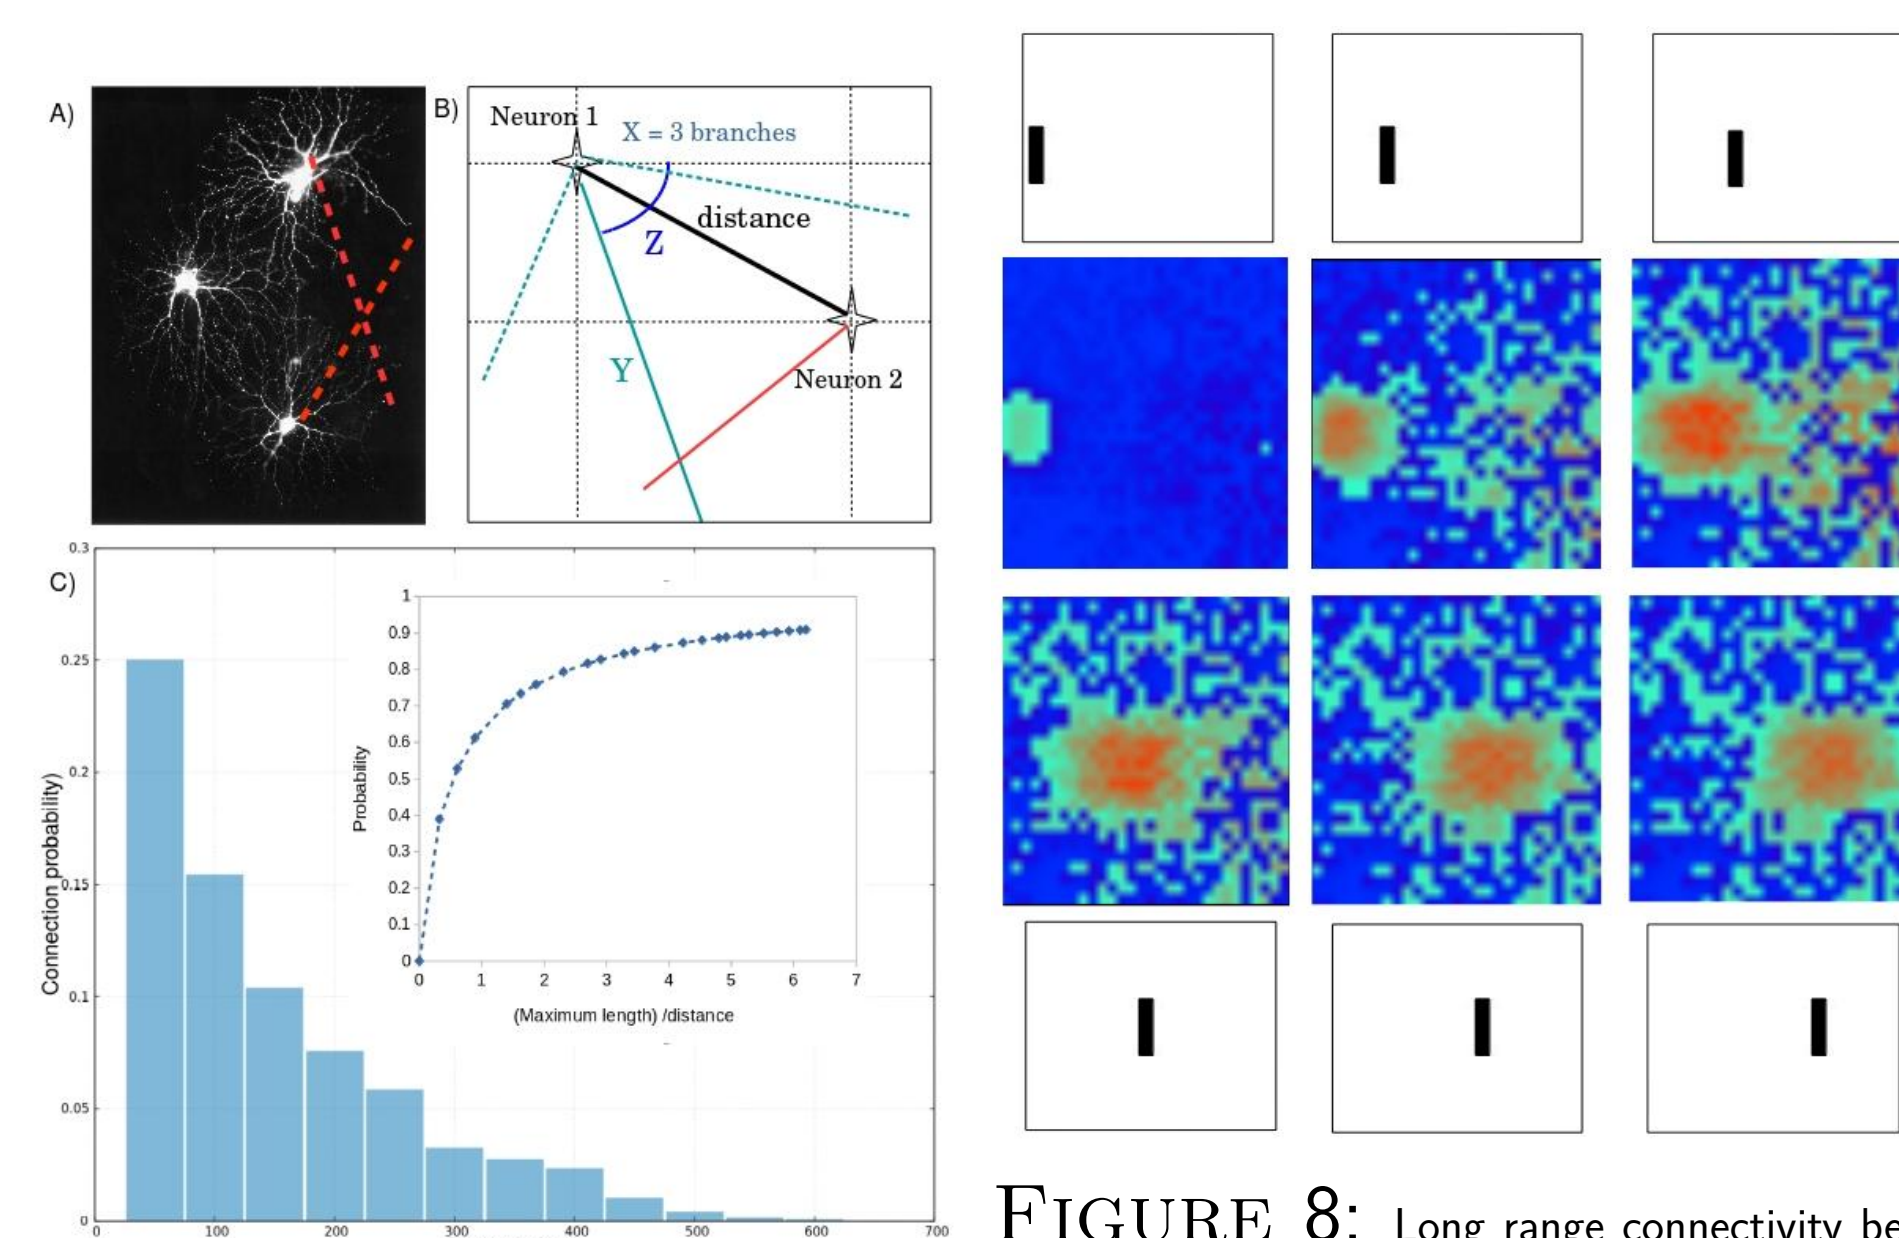 A)
B)
Neuron 1
X = 3 branches
distance
Z
Y
Neuron 2
C)
Connection probability)
0.3
0.25
0.2
0.15
0.1
0.05
0
0 100 200 300 400 500 600 700
Probability
1
0.9
0.8
0.7
0.6
0.5
0.4
0.3
0.2
0.1
0
0 1 2 3 4 5 6 7
(Maximum length) /distance
FIGURE 8: Long range connectivity be